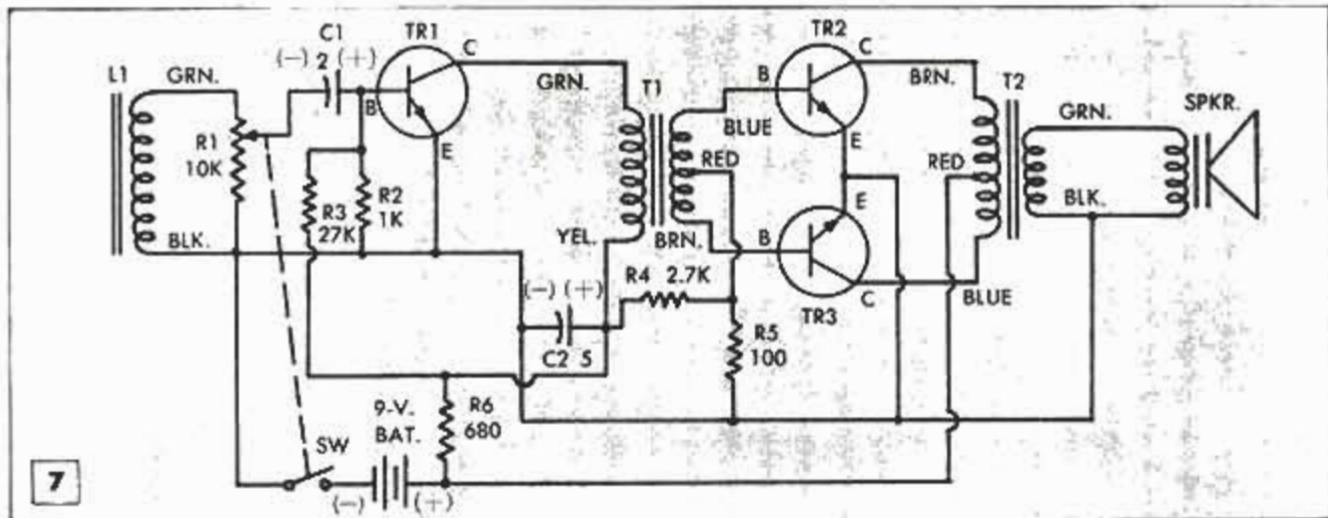 L1
GRN.
BLK.
R1
10K
C1
(-) 2 (+)
B
TR1
C
E
R3
27K
R2
1K
GRN.
YEL.
T1
BLUE
RED
BRN.
(-) (+)
C2 5
R4 2.7K
R5
100
TR2
B
C
E
E
B
C
TR3
BRN.
RED
BLUE
T2
GRN.
BLK.
SPKR.
R6
680
9-V.
BAT.
SW
(-) (+)
7